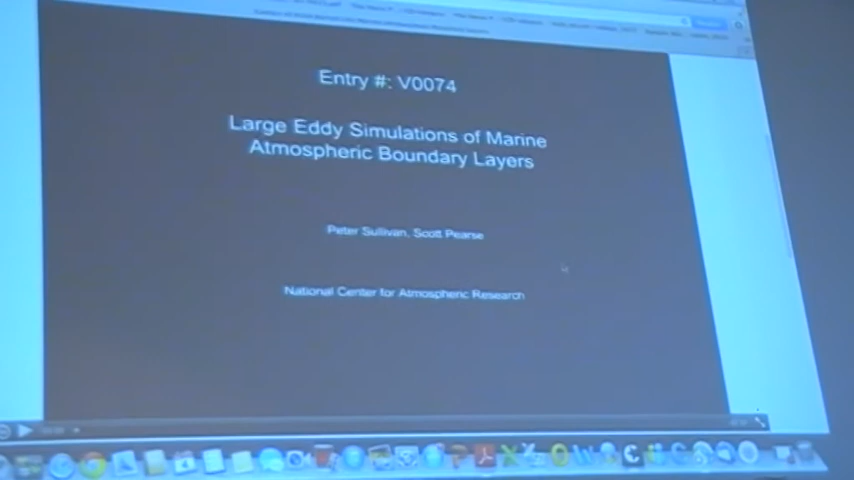 Entry #: V0074
Large Eddy Simulations of Marine
Atmospheric Boundary Layers
Peter Sullivan, Scott Pearse
National Center for Atmospheric Research